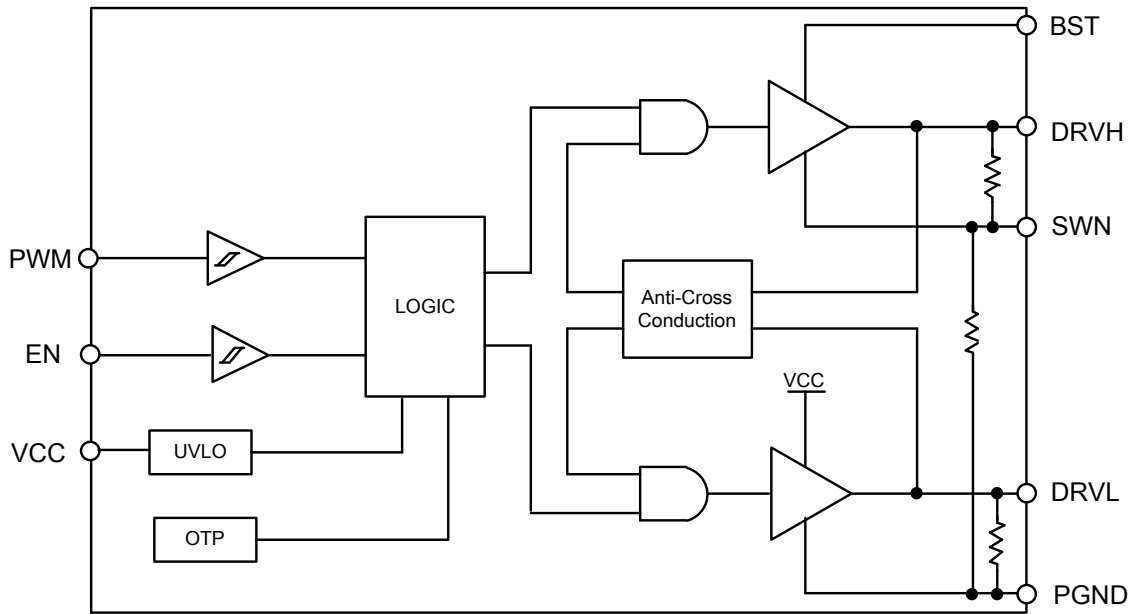 BST
DRVH
SWN
PWM
LOGIC
Anti-Cross
Conduction
EN
VCC
VCC
UVLO
DRVL
OTP
PGND